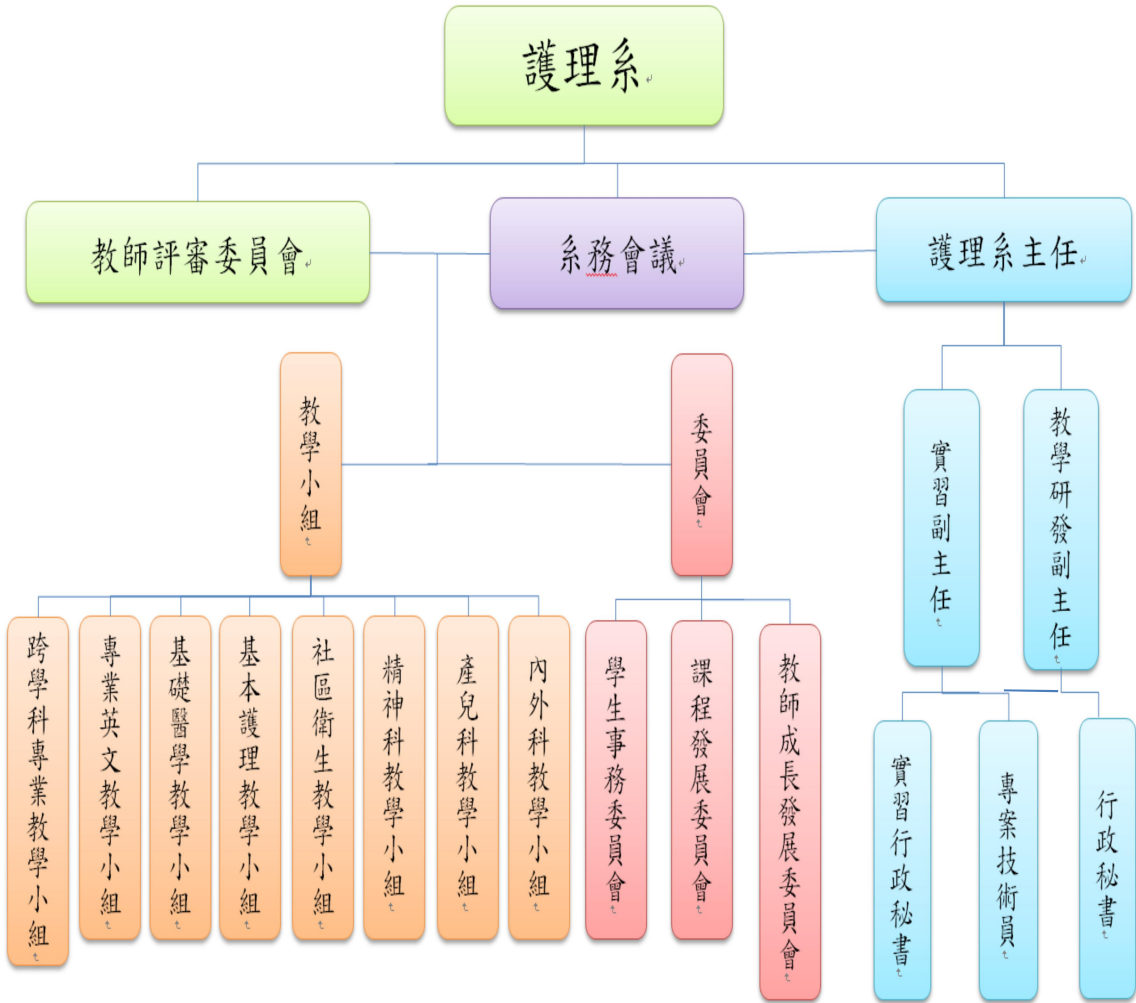 護理系
教師評審委員會
系務會議
護理系主任
教學小組
委員會
實習副主任
教學研發副主任
跨學科專業教學小組
專業英文教學小組
基礎醫學教學小組
基本護理教學小組
社區衛生教學小組
精神科教學小組
產兒科教學小組
內外科教學小組
學生事務委員會
課程發展委員會
教師成長發展委員會
實習行政秘書
專案技術員
行政秘書